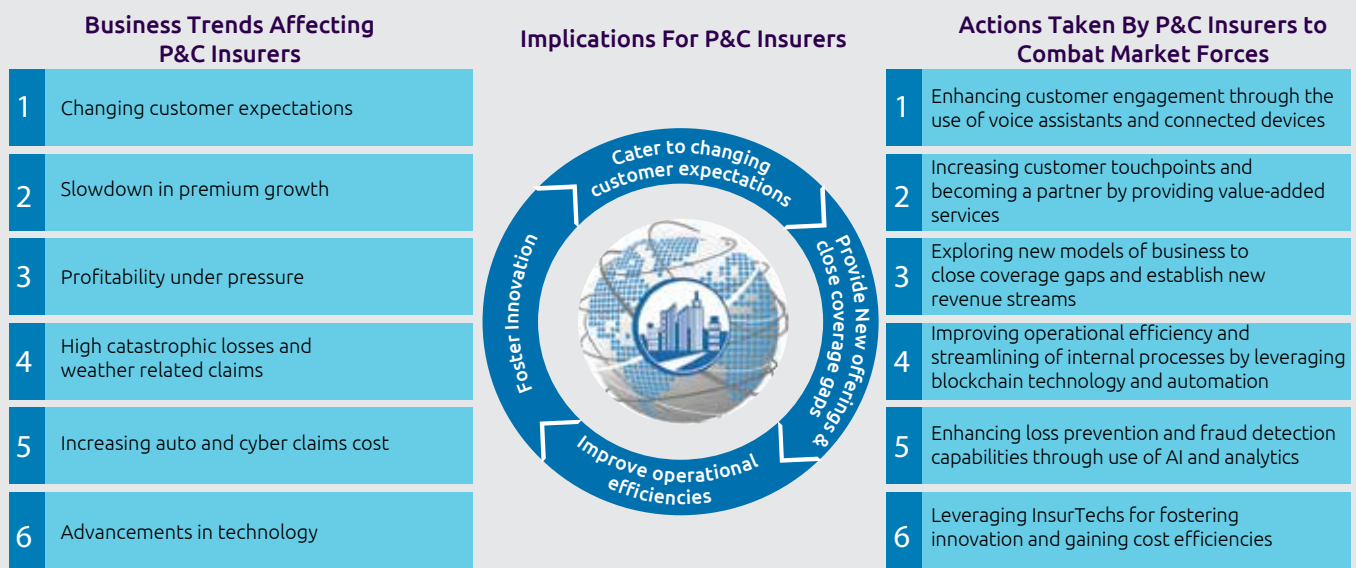 Business Trends Affecting
P&C Insurers
1
Changing customer expectations
2
Slowdown in premium growth
3
Profitability under pressure
4
High catastrophic losses and
weather related claims
5
Increasing auto and cyber claims cost
6
Advancements in technology
Implications For P&C Insurers
Cater to changing
customer expectations
Provide New offerings &
close coverage gaps
Improve operational
efficiencies
Foster Innovation
Actions Taken By P&C Insurers to
Combat Market Forces
1
Enhancing customer engagement through the
use of voice assistants and connected devices
2
Increasing customer touchpoints and
becoming a partner by providing value-added
services
3
Exploring new models of business to
close coverage gaps and establish new
revenue streams
4
Improving operational efficiency and
streamlining of internal processes by leveraging
blockchain technology and automation
5
Enhancing loss prevention and fraud detection
capabilities through use of AI and analytics
6
Leveraging InsurTechs for fostering
innovation and gaining cost efficiencies